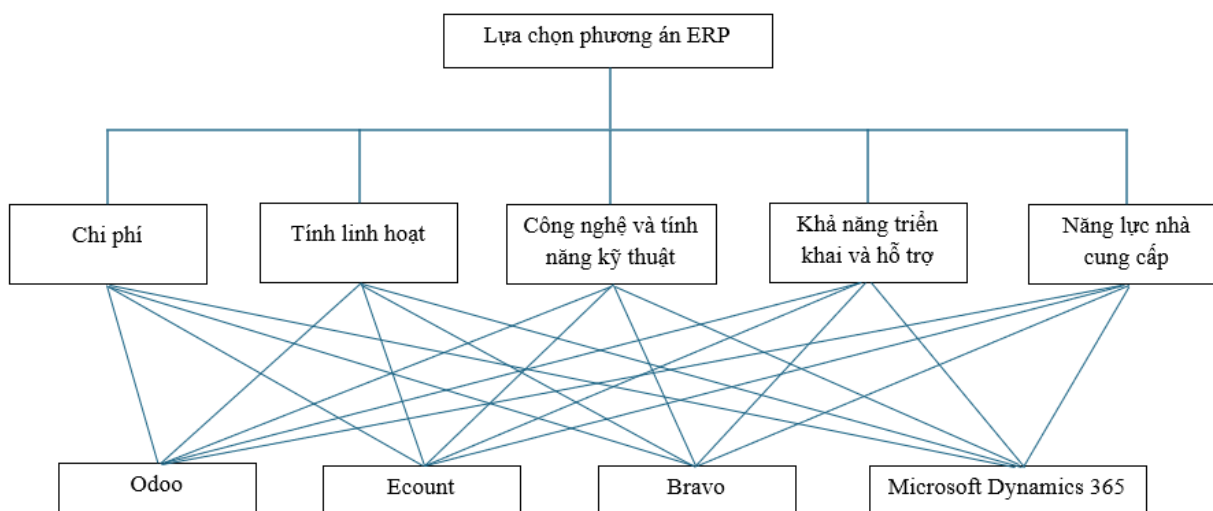 Lựa chọn phương án ERP
Chi phí
Tính linh hoạt
Công nghệ và tính
năng kỹ thuật
Khả năng triển
khai và hỗ trợ
Năng lực nhà
cung cấp
Odoo
Ecount
Bravo
Microsoft Dynamics 365